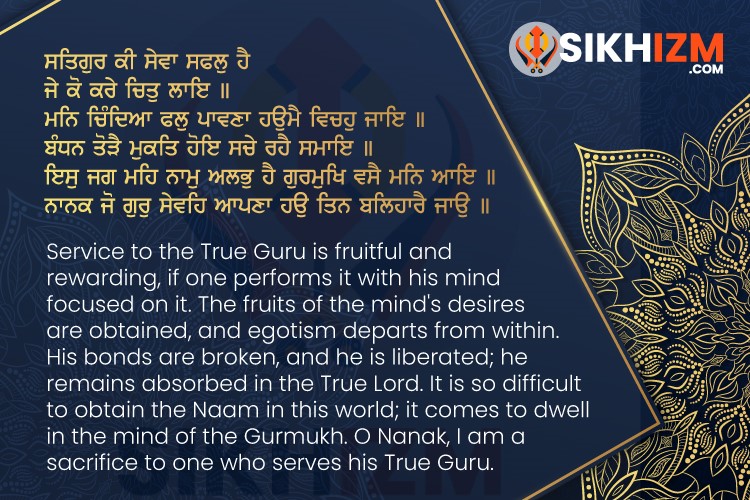 SIKHIZM
.COM
ਸਤਿਗੁਰ ਕੀ ਸੇਵਾ ਸਫਲੁ ਹੈ
ਜੇ ਕੋ ਕਰੇ ਚਿਤੁ ਲਾਇ ॥
ਮਨਿ ਚਿੰਦਿਆ ਫਲੁ ਪਾਵਣਾ ਹਉਮੈ ਵਿਚਹੁ ਜਾਇ ॥
ਬੰਧਨ ਤੋੜੈ ਮੁਕਤਿ ਹੋਇ ਸਚੇ ਰਹੈ ਸਮਾਇ ॥
ਇਸੁ ਜਗ ਮਹਿ ਨਾਮੁ ਅਲਭੁ ਹੈ ਗੁਰਮੁਖਿ ਵਸੈ ਮਨਿ ਆਇ ॥
ਨਾਨਕ ਜੋ ਗੁਰੁ ਸੇਵਹਿ ਆਪਣਾ ਹਉ ਤਿਨ ਬਲਿਹਾਰੈ ਜਾਉ ॥
Service to the True Guru is fruitful and
rewarding, if one performs it with his mind
focused on it. The fruits of the mind's desires
are obtained, and egotism departs from within.
His bonds are broken, and he is liberated; he
remains absorbed in the True Lord. It is so difficult
to obtain the Naam in this world; it comes to dwell
in the mind of the Gurmukh. O Nanak, I am a
sacrifice to one who serves his True Guru.
SIKHIZM